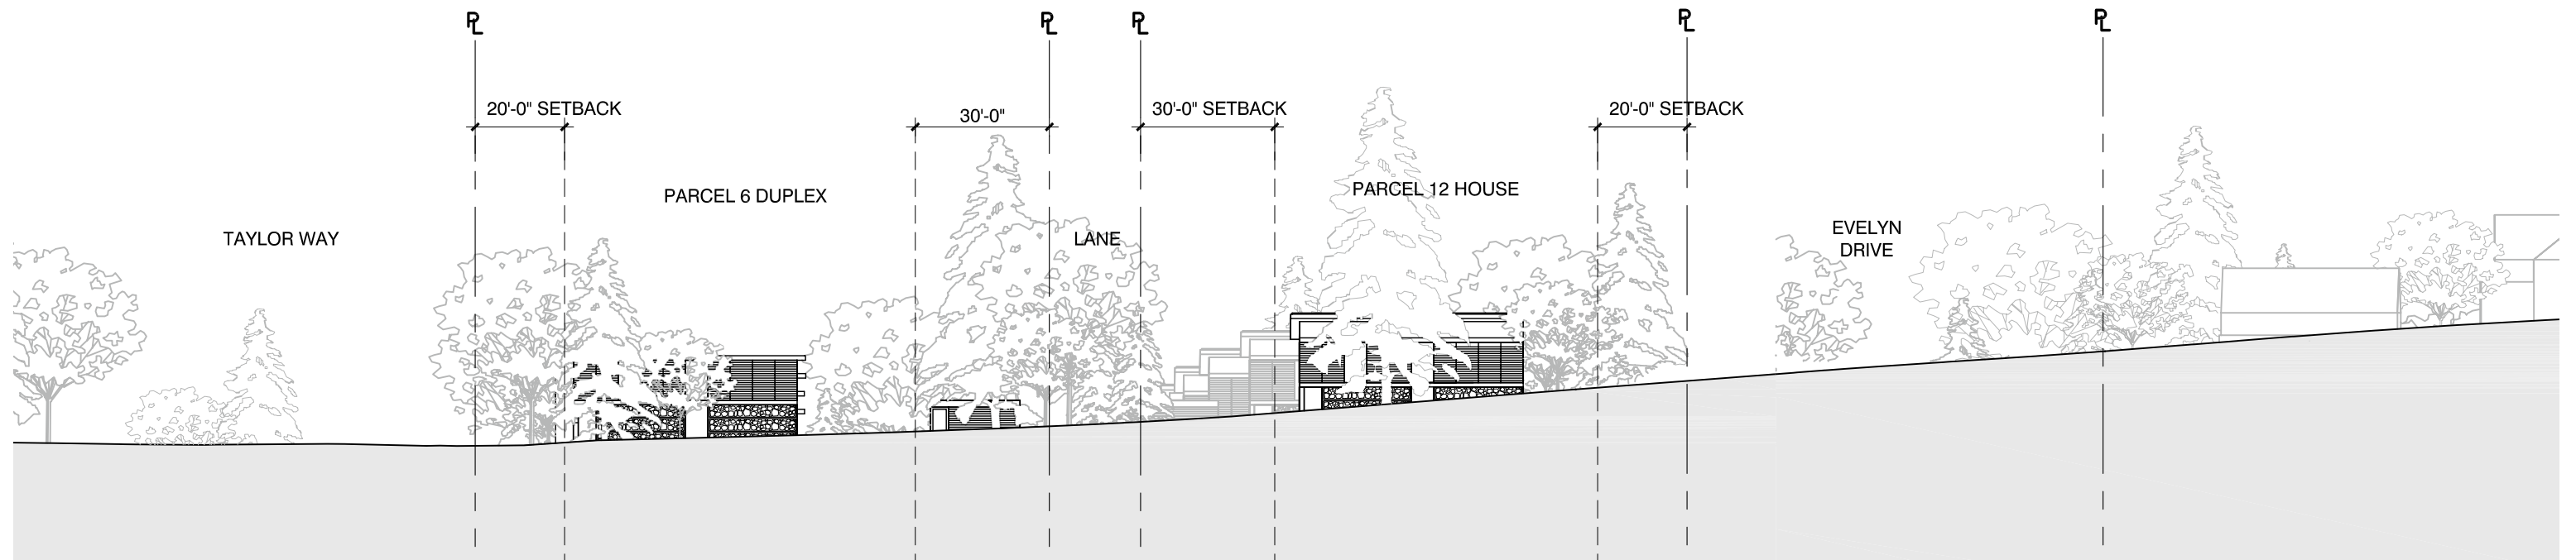 PL PL PL PL PL
20'-0" SETBACK 30'-0" 30'-0" SETBACK 20'-0" SETBACK
PARCEL 6 DUPLEX PARCEL 12 HOUSE
TAYLOR WAY LANE EVELYN
DRIVE